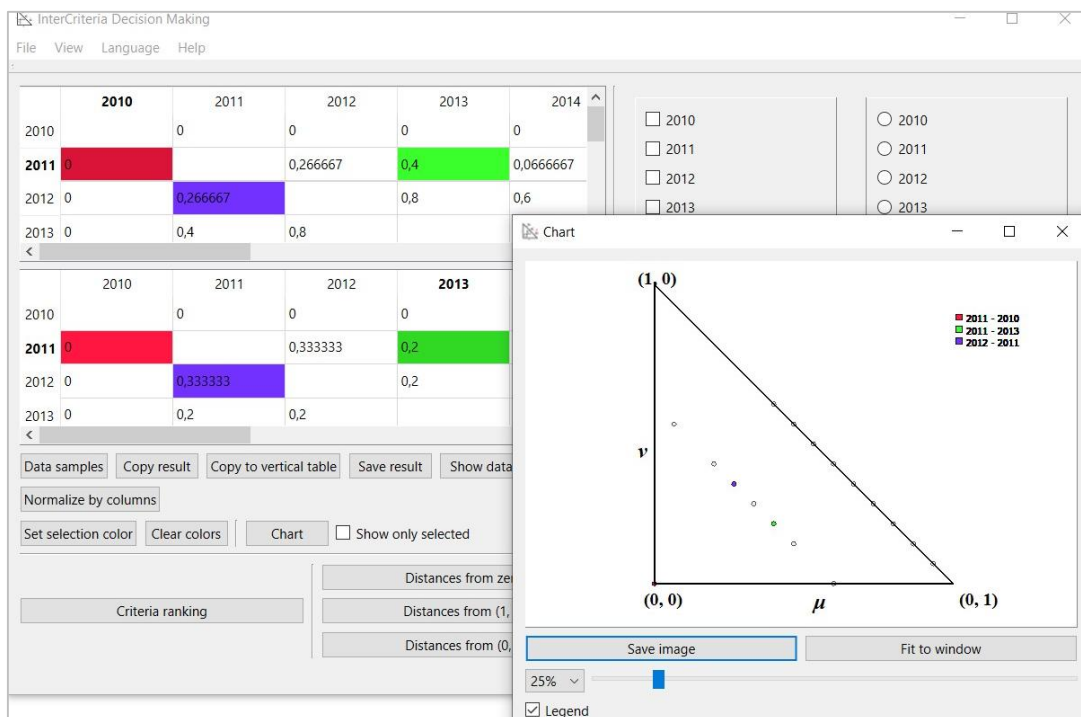 InterCriteria Decision Making
File View Language Help
2010 2011 2012 2013 2014
2010 0 0 0 0
2011 0 0,266667 0,4 0,0666667
2012 0 0,266667 0,8 0,6
2013 0 0,4 0,8
2010
2011
2012
2013
2010
2011
2012
2013
2010 2011 2012 2013
2010 0 0 0
2011 0 0,333333 0,2
2012 0 0,333333 0,2
2013 0 0,2 0,2
Data samples Copy result Copy to vertical table Save result Show data
Normalize by columns
Set selection color Clear colors Chart Show only selected
Criteria ranking
Distances from
Distances from (1,
Distances from (0,
Chart
(1, 0)
2011 - 2010
2011 - 2013
2012 - 2011
ν
(0, 0) μ (0, 1)
Save image Fit to window
25%
Legend